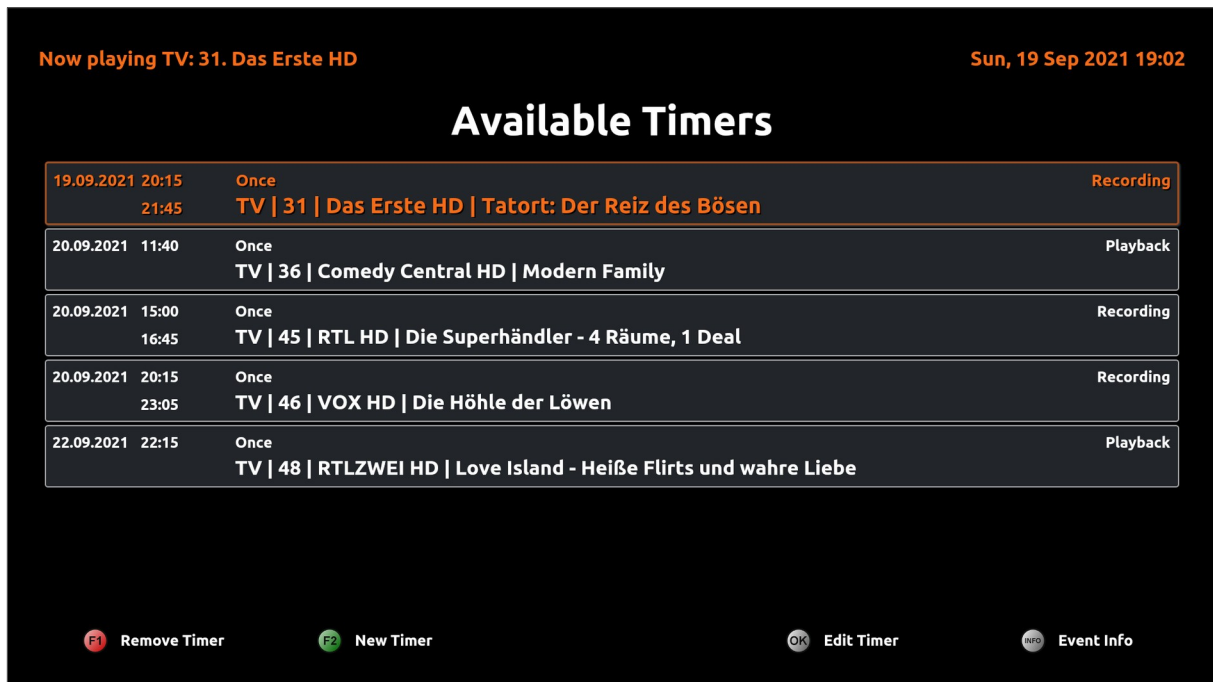 Now playing TV: 31. Das Erste HD Sun, 19 Sep 2021 19:02
Available Timers
19.09.2021 20:15 Once Recording
21:45 TV | 31 | Das Erste HD | Tatort: Der Reiz des Bösen
20.09.2021 11:40 Once Playback
TV | 36 | Comedy Central HD | Modern Family
20.09.2021 15:00 Once Recording
16:45 TV | 45 | RTL HD | Die Superhändler - 4 Räume, 1 Deal
20.09.2021 20:15 Once Recording
23:05 TV | 46 | VOX HD | Die Höhle der Löwen
22.09.2021 22:15 Once Playback
TV | 48 | RTLZWEI HD | Love Island - Heiße Flirts und wahre Liebe
F1 Remove Timer F2 New Timer OK Edit Timer INFO Event Info